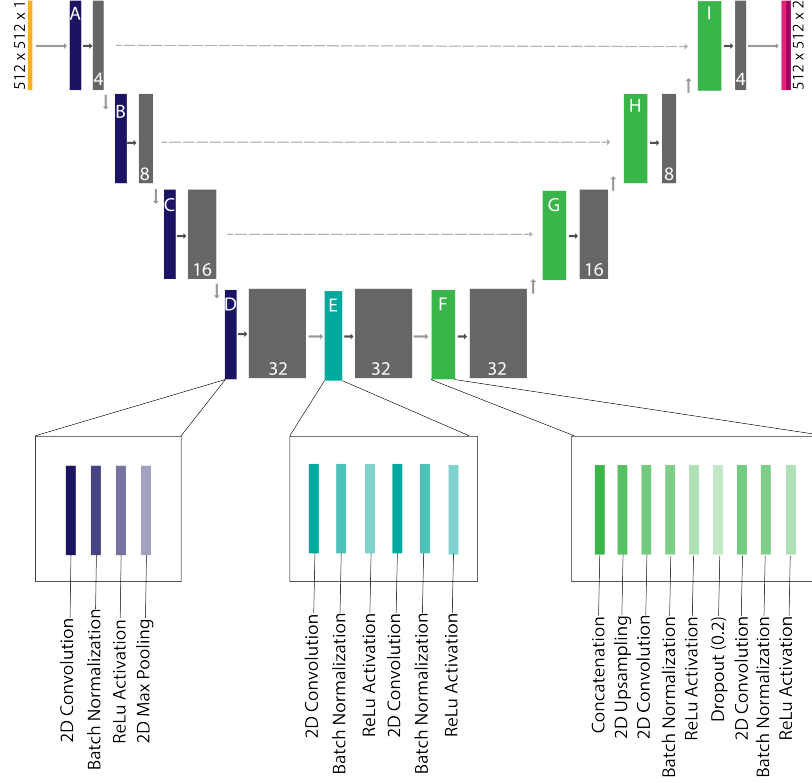 512 x 512 x 1
A
4
I
4
512 x 512 x 2
B
8
H
8
C
16
G
16
D
32
E
32
F
32
2D Convolution
Batch Normalization
ReLu Activation
2D Max Pooling
2D Convolution
Batch Normalization
ReLu Activation
2D Convolution
Batch Normalization
ReLu Activation
Concatenation
2D Upsampling
2D Convolution
Batch Normalization
ReLu Activation
Dropout (0.2)
2D Convolution
Batch Normalization
ReLu Activation